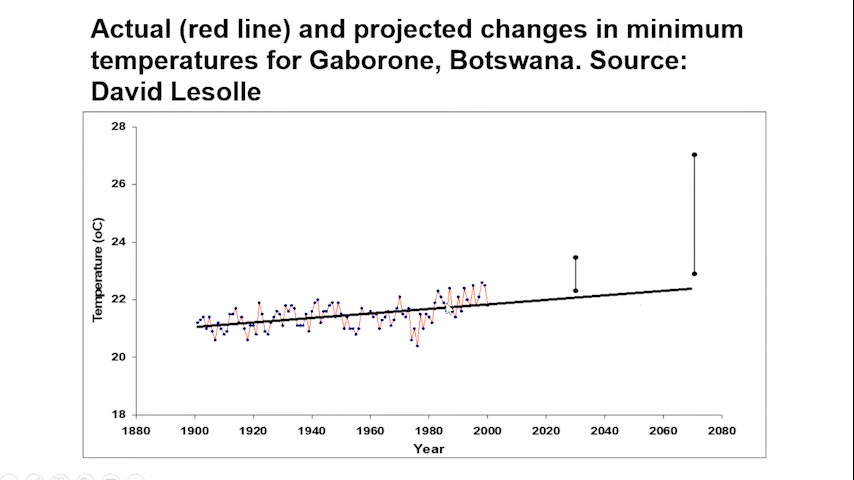 Actual (red line) and projected changes in minimum
temperatures for Gaborone, Botswana. Source:
David Lesolle
28
26
24
22
20
18
Temperature (oC)
1880 1900 1920 1940 1960 1980 2000 2020 2040 2060 2080
Year